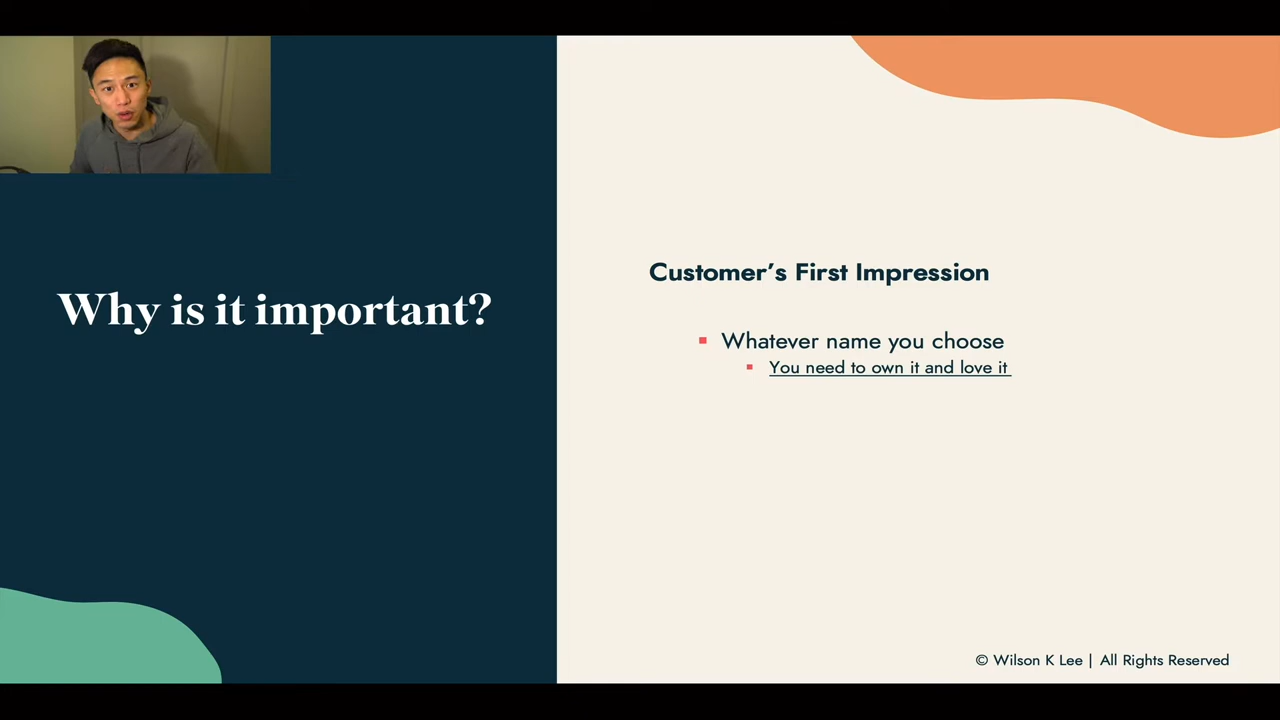 Why is it important?
Customer’s First Impression
Whatever name you choose
You need to own it and love it
© Wilson K Lee | All Rights Reserved